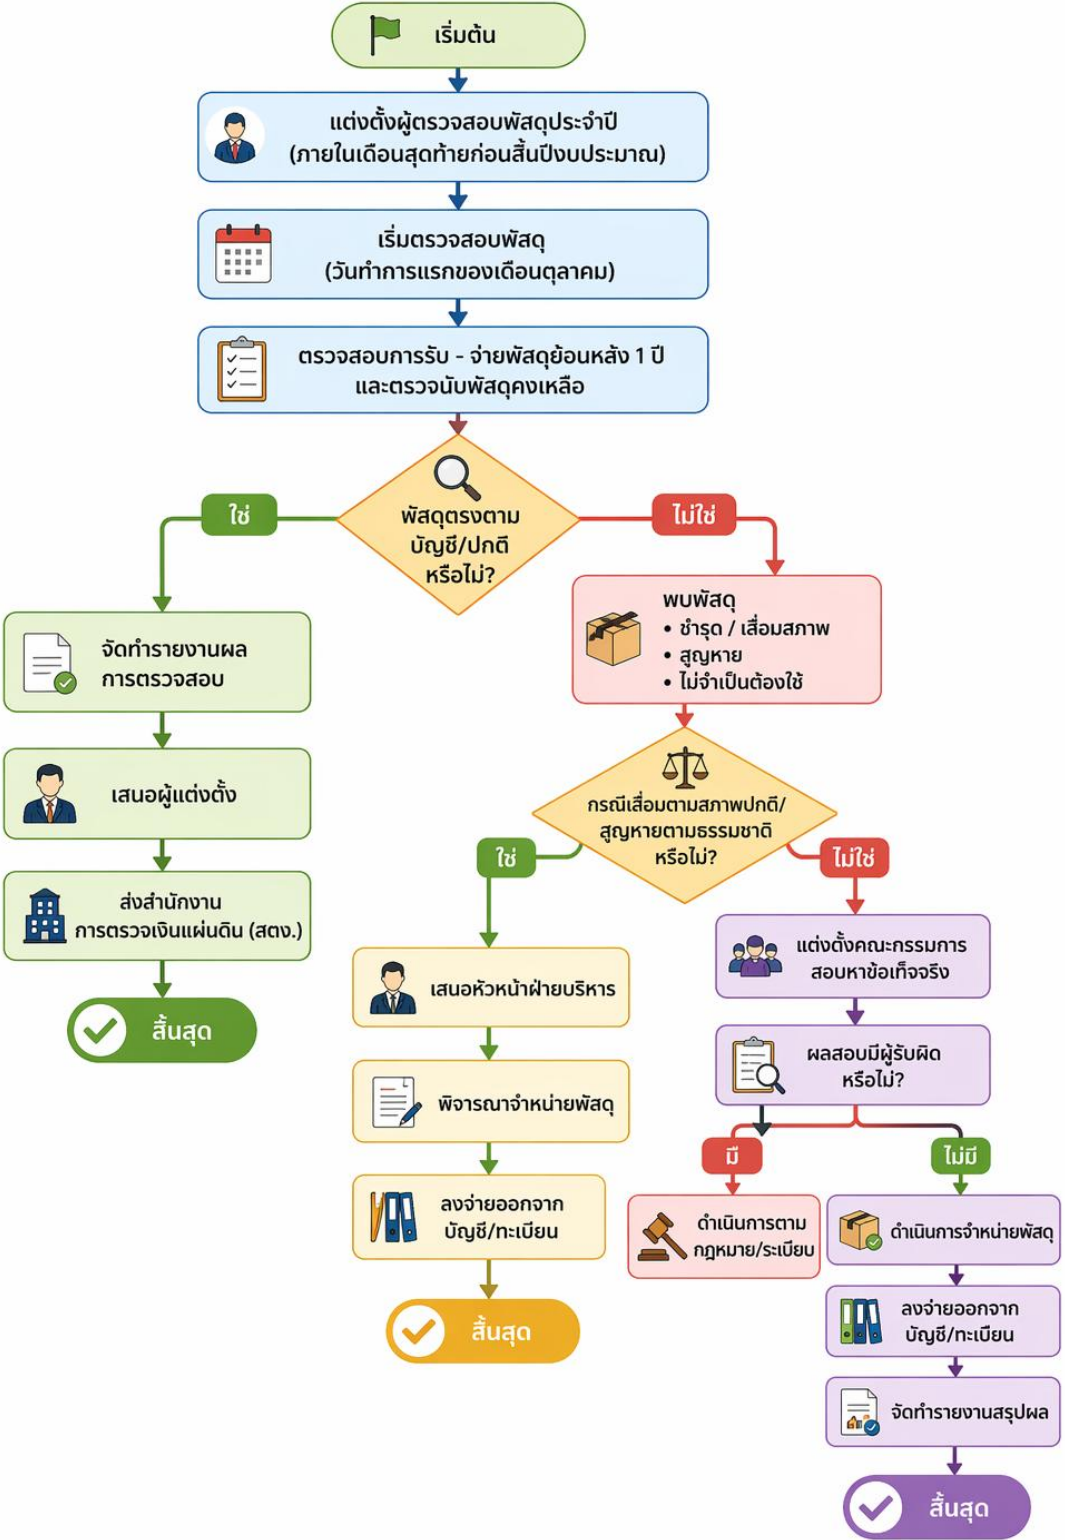 เริ่มต้น
แต่งตั้งผู้ตรวจสอบพัสดุประจำปี
(ภายในเดือนสุดท้ายก่อนสิ้นปีงบประมาณ)
เริ่มตรวจสอบพัสดุ
(วันทำการแรกของเดือนตุลาคม)
ตรวจสอบการรับ - จ่ายพัสดุย้อนหลัง 1 ปี
และตรวจนับพัสดุคงเหลือ
พัสดุตรงตาม
บัญชี/ปกติ
หรือไม่?
ใช่
ไม่ใช่
จัดทำรายงานผล
การตรวจสอบ
เสนอผู้แต่งตั้ง
ส่งสำนักงาน
การตรวจเงินแผ่นดิน (สตง.)
สิ้นสุด
พบพัสดุ
• ชำรุด / เสื่อมสภาพ
• สูญหาย
• ไม่จำเป็นต้องใช้
กรณีเสื่อมตามสภาพปกติ/
สูญหายตามธรรมชาติ
หรือไม่?
ใช่
ไม่ใช่
เสนอหัวหน้าฝ่ายบริหาร
พิจารณาจำหน่ายพัสดุ
ลงจ่ายออกจาก
บัญชี/ทะเบียน
สิ้นสุด
แต่งตั้งคณะกรรมการ
สอบหาข้อเท็จจริง
ผลสอบมีผู้รับผิด
หรือไม่?
มี
ไม่มี
ดำเนินการตาม
กฎหมาย/ระเบียบ
ดำเนินการจำหน่ายพัสดุ
ลงจ่ายออกจาก
บัญชี/ทะเบียน
จัดทำรายงานสรุปผล
สิ้นสุด